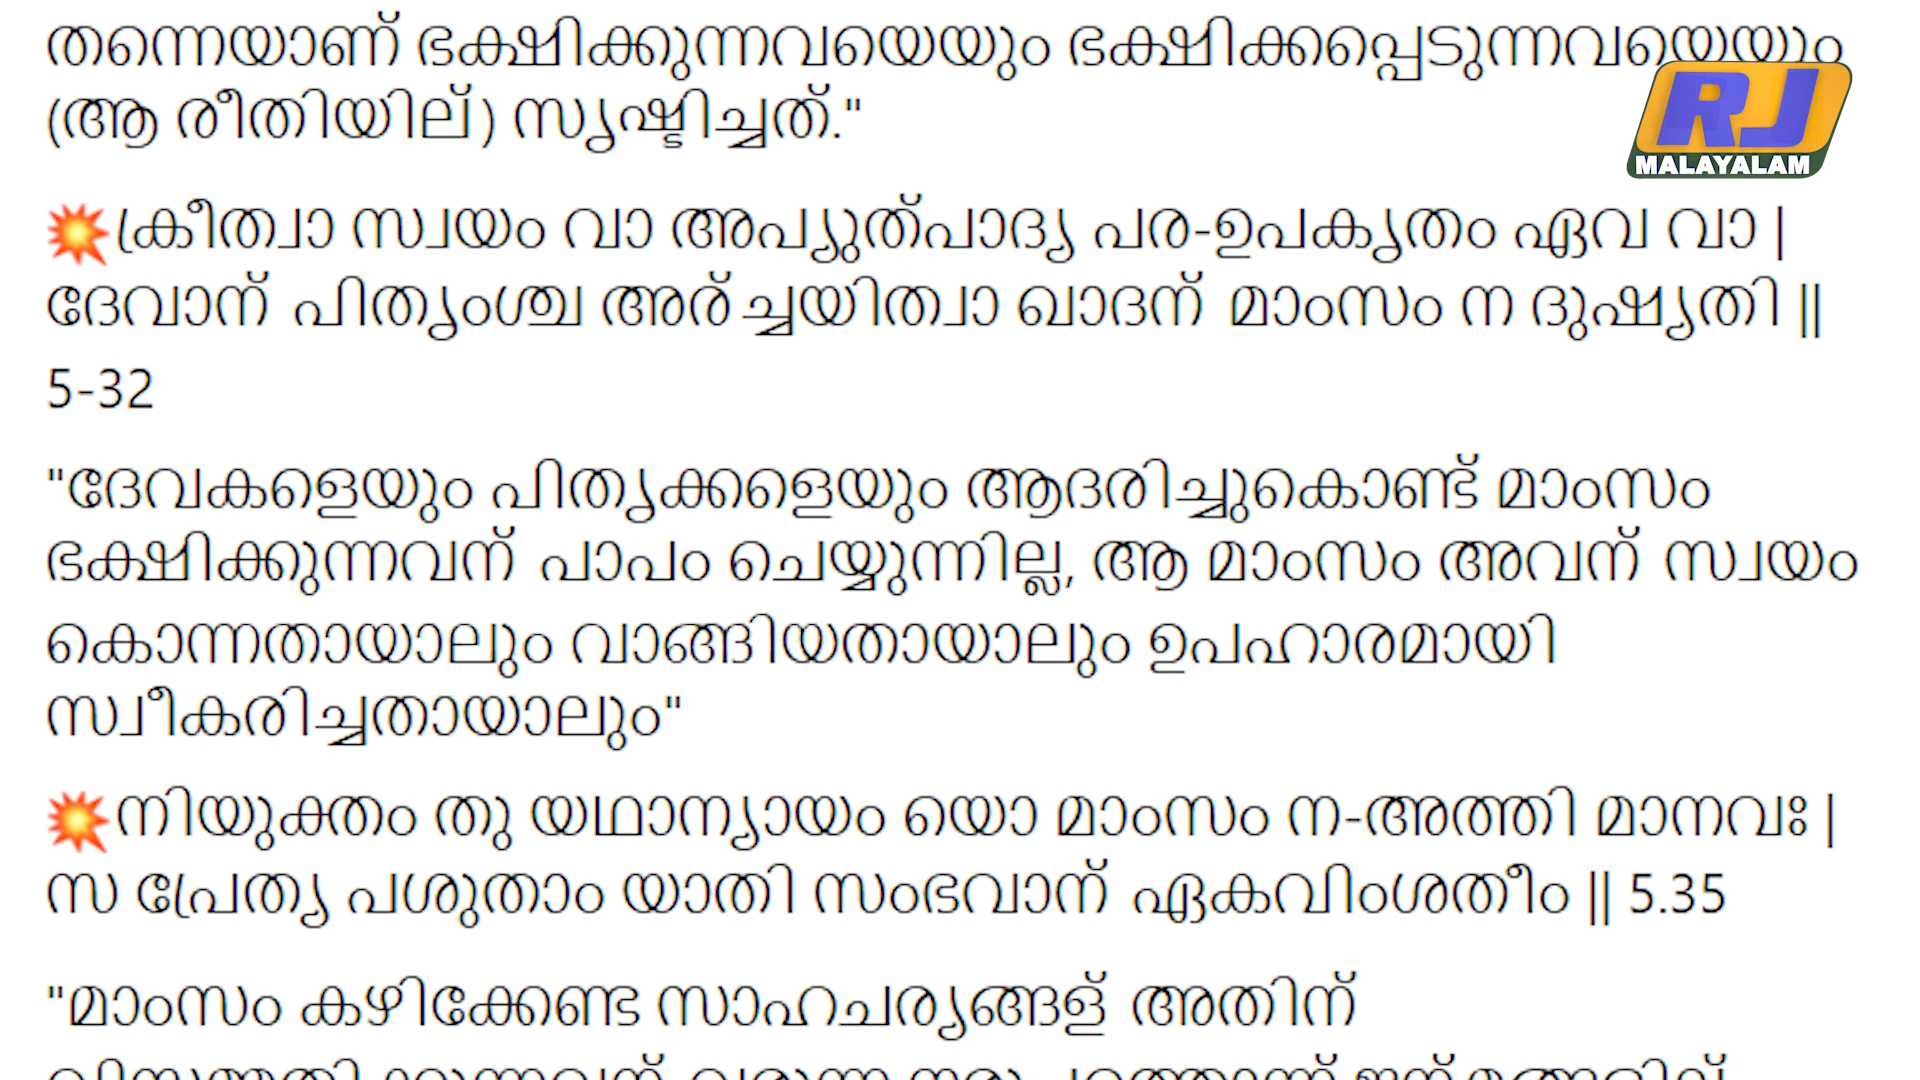 തന്നെയാണ് ഭക്ഷിക്കുന്നവയെയും ഭക്ഷിക്കപ്പെടുന്നവയെയും
(ആ രീതിയില്) സൃഷ്ടിച്ചത്."
RJ
MALAYALAM
💥ക്രീത്വാ സ്വയം വാ അപ്യുത്പാദ്യ പര-ഉപകൃതം ഏവ വാ |
ദേവാന് പിതൃംശ്ച അര്ച്ചയിത്വാ ഖാദന് മാംസം ന ദുഷ്യതി ||
5-32
"ദേവകളെയും പിതൃക്കളെയും ആദരിച്ചുകൊണ്ട് മാംസം
ഭക്ഷിക്കുന്നവന് പാപം ചെയ്യുന്നില്ല, ആ മാംസം അവന് സ്വയം
കൊന്നതായാലും വാങ്ങിയതായാലും ഉപഹാരമായി
സ്വീകരിച്ചതായാലും"
💥നിയുക്തം തു യഥാന്യായം യൊ മാംസം ന-അത്തി മാനവഃ |
സ പ്രേത്യ പശുതാം യാതി സംഭവാന് ഏകവിംശതീം || 5.35
"മാംസം കഴിക്കേണ്ട സാഹചര്യങ്ങള് അതിന്